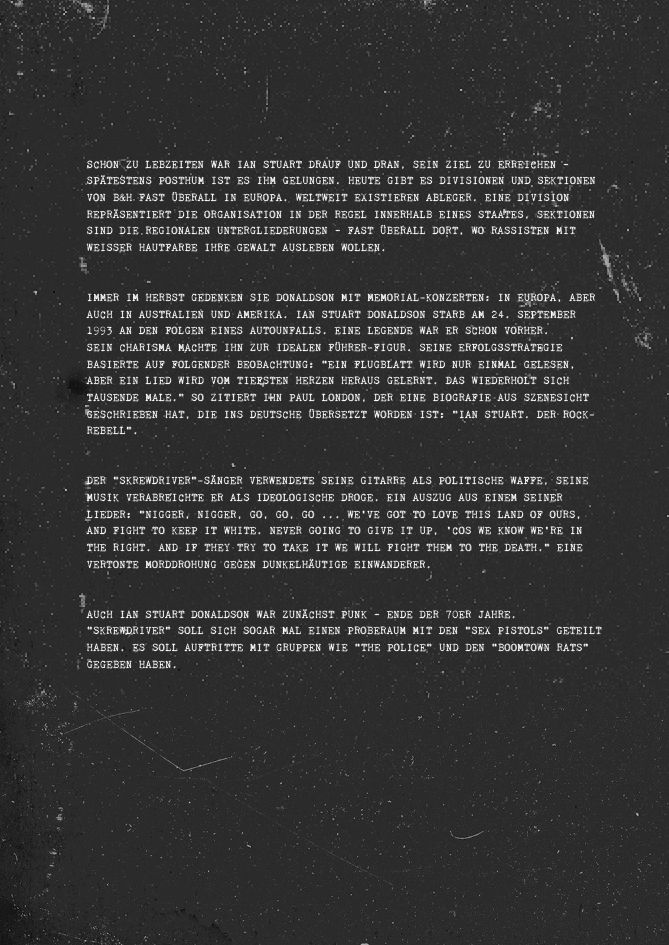 SCHON ZU LEBZEITEN WAR IAN STUART DRAUF UND DRAN, SEIN ZIEL ZU ERREICHEN –
SPÄTESTENS POSTHUM IST ES IHM GELUNGEN. HEUTE GIBT ES DIVISIONEN UND SEKTIONEN
VON B&H FAST ÜBERALL IN EUROPA, WELTWEIT EXISTIEREN ABLEGER. EINE DIVISION
REPRÄSENTIERT DIE ORGANISATION IN DER REGEL INNERHALB EINES STAATES, SEKTIONEN
SIND DIE REGIONALEN UNTERGLIEDERUNGEN – FAST ÜBERALL DORT, WO RASSISTEN MIT
WEISSER HAUTFARBE IHRE GEWALT AUSLEBEN WOLLEN.
IMMER IM HERBST GEDENKEN SIE DONALDSON MIT MEMORIAL-KONZERTEN: IN EUROPA, ABER
AUCH IN AUSTRALIEN UND AMERIKA. IAN STUART DONALDSON STARB AM 24. SEPTEMBER
1993 AN DEN FOLGEN EINES AUTOUNFALLS. EINE LEGENDE WAR ER SCHON VORHER.
SEIN CHARISMA MACHTE IHN ZUR IDEALEN FÜHRER-FIGUR. SEINE ERFOLGSSTRATEGIE
BASIERTE AUF FOLGENDER BEOBACHTUNG: "EIN FLUGBLATT WIRD NUR EINMAL GELESEN,
ABER EIN LIED WIRD VOM TIEFSTEN HERZEN HERAUS GELERNT. DAS WIEDERHOLT SICH
TAUSENDE MALE." SO ZITIERT IHN PAUL LONDON, DER EINE BIOGRAFIE AUS SZENESICHT
GESCHRIEBEN HAT, DIE INS DEUTSCHE ÜBERSETZT WORDEN IST: "IAN STUART. DER ROCK-
REBELL".
DER "SKREWDRIVER"-SÄNGER VERWENDETE SEINE GITARRE ALS POLITISCHE WAFFE, SEINE
MUSIK VERABREICHTE ER ALS IDEOLOGISCHE DROGE. EIN AUSZUG AUS EINEM SEINER
LIEDER: "NIGGER, NIGGER, GO, GO, GO ... WE'VE GOT TO LOVE THIS LAND OF OURS,
AND FIGHT TO KEEP IT WHITE. NEVER GOING TO GIVE IT UP, 'COS WE KNOW WE'RE IN
THE RIGHT. AND IF THEY TRY TO TAKE IT WE WILL FIGHT THEM TO THE DEATH." EINE
VERTONTE MORDDROHUNG GEGEN DUNKELHÄUTIGE EINWANDERER.
AUCH IAN STUART DONALDSON WAR ZUNÄCHST PUNK – ENDE DER 70ER JAHRE.
"SKREWDRIVER" SOLL SICH SOGAR MAL EINEN PROBERAUM MIT DEN "SEX PISTOLS" GETEILT
HABEN. ES SOLL AUFTRITTE MIT GRUPPEN WIE "THE POLICE" UND DEN "BOOMTOWN RATS"
GEGEBEN HABEN.